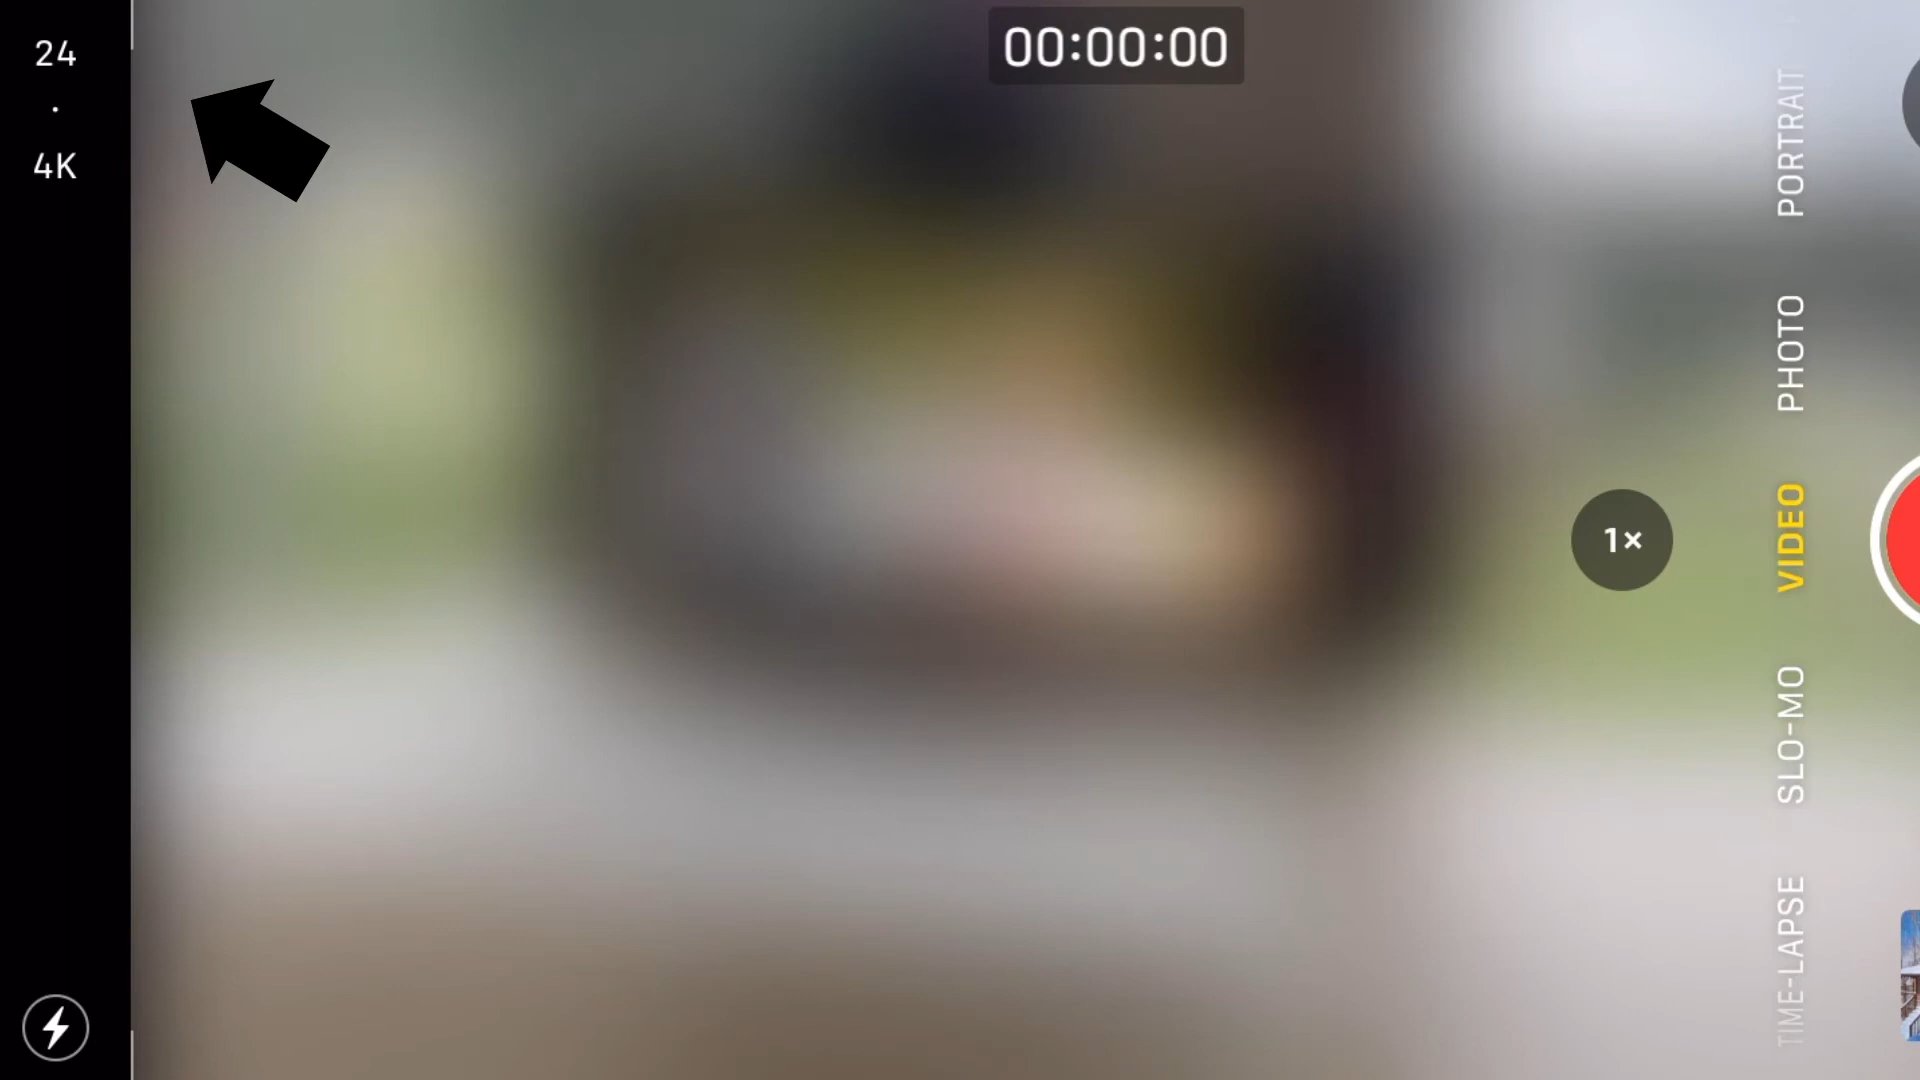 24
·
4K
00:00:00
PORTRAIT
PHOTO
VIDEO
SLO-MO
TIME-LAPSE
1×